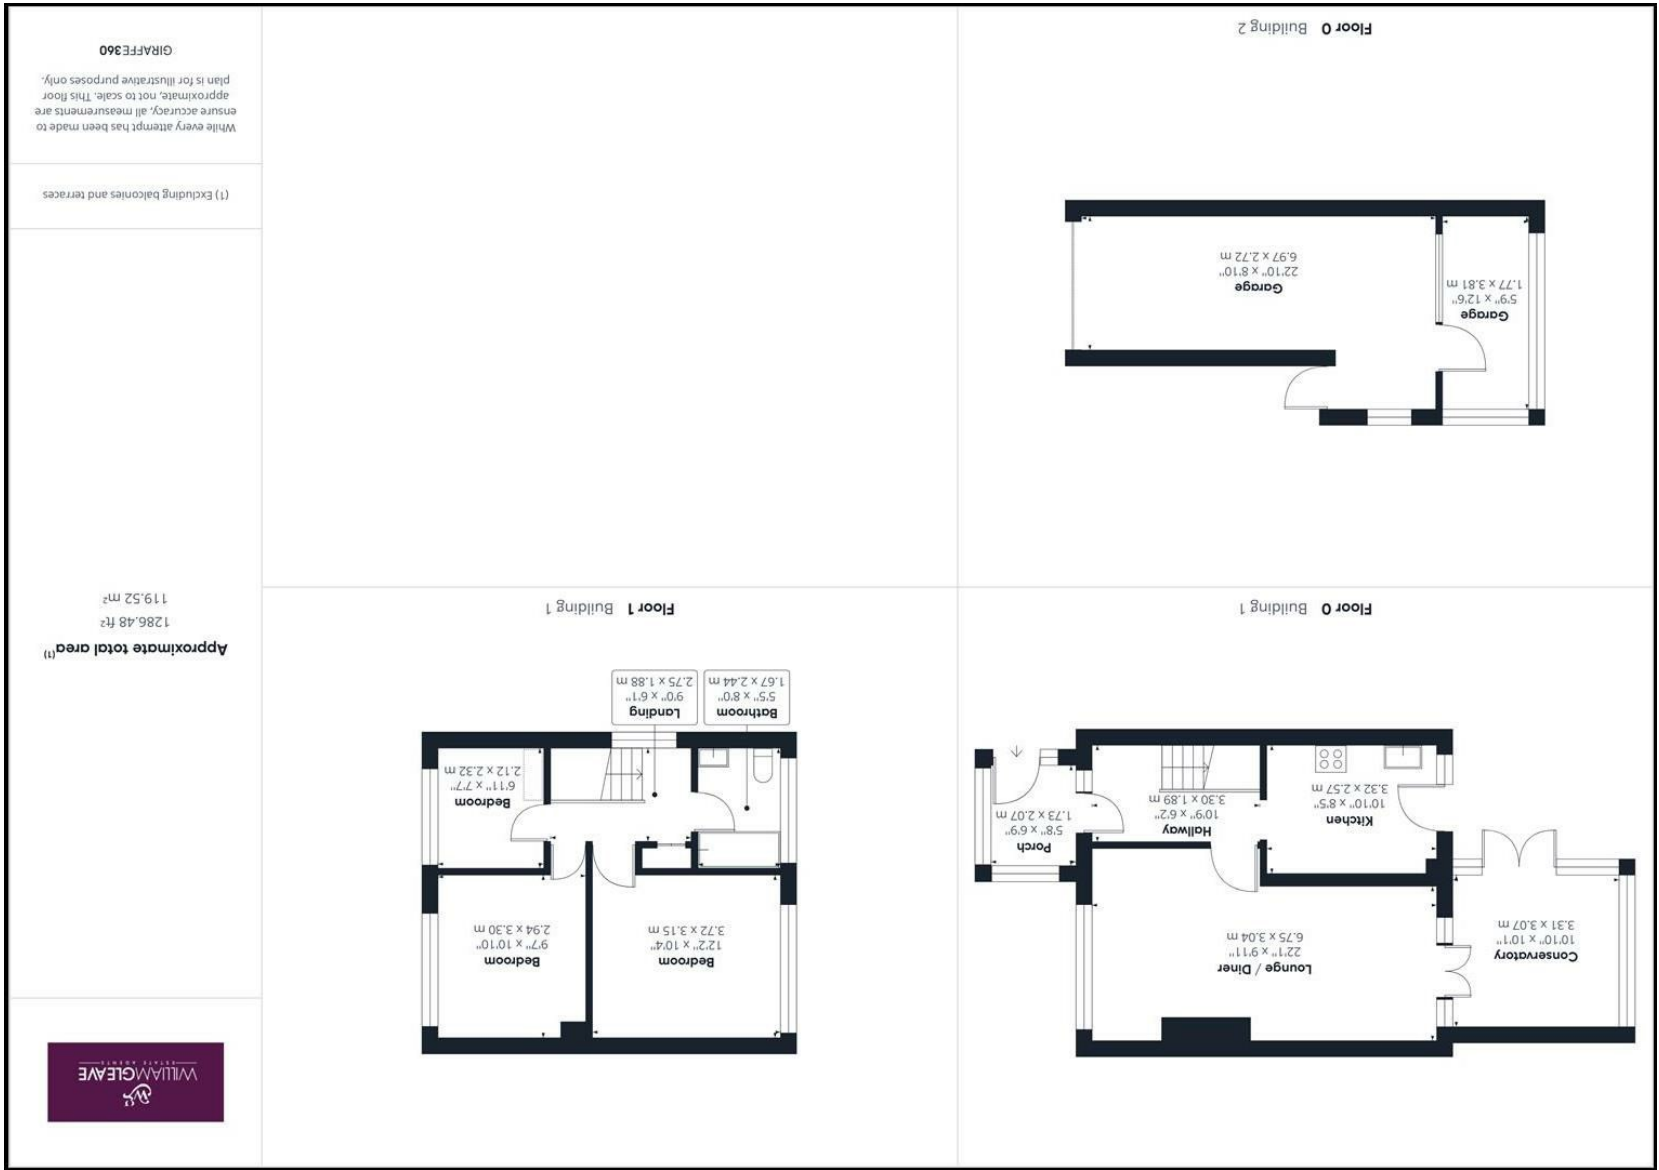 Conservatory
10'10" x 10'1"
3.31 x 3.07 m
Lounge / Diner
22'1" x 9'11"
6.75 x 3.04 m
Kitchen
10'10" x 8'5"
3.32 x 2.57 m
Hallway
10'9" x 6'2"
3.30 x 1.89 m
Porch
5'8" x 6'9"
1.73 x 2.07 m
Floor 0 Building 1
Bedroom
12'2" x 10'4"
3.72 x 3.15 m
Bedroom
9'7" x 10'10"
2.94 x 3.30 m
Bedroom
6'11" x 7'7"
2.12 x 2.32 m
Bathroom
5'5" x 8'0"
1.67 x 2.44 m
Landing
9'0" x 6'1"
2.75 x 1.88 m
Floor 1 Building 1
Garage
5'9" x 12'6"
1.77 x 3.81 m
Garage
22'10" x 8'10"
6.97 x 2.72 m
Floor 0 Building 2
WILLIAMGLEAVE
ESTATE AGENTS
Approximate total area(1)
1286.48 ft²
119.52 m²
(1) Excluding balconies and terraces
While every attempt has been made to
ensure accuracy, all measurements are
approximate, not to scale. This floor
plan is for illustrative purposes only.
GIRAFFE360